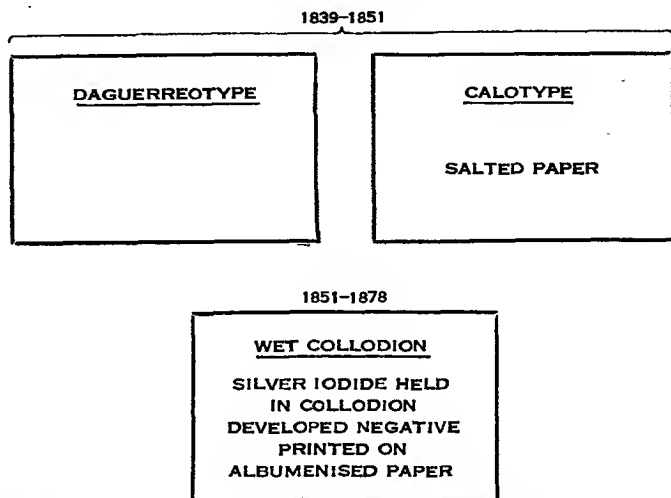 1839–1851
DAGUERREOTYPE
CALOTYPE
SALTED PAPER
1851–1878
WET COLLODION
SILVER IODIDE HELD
IN COLLODION
DEVELOPED NEGATIVE
PRINTED ON
ALBUMENISED PAPER